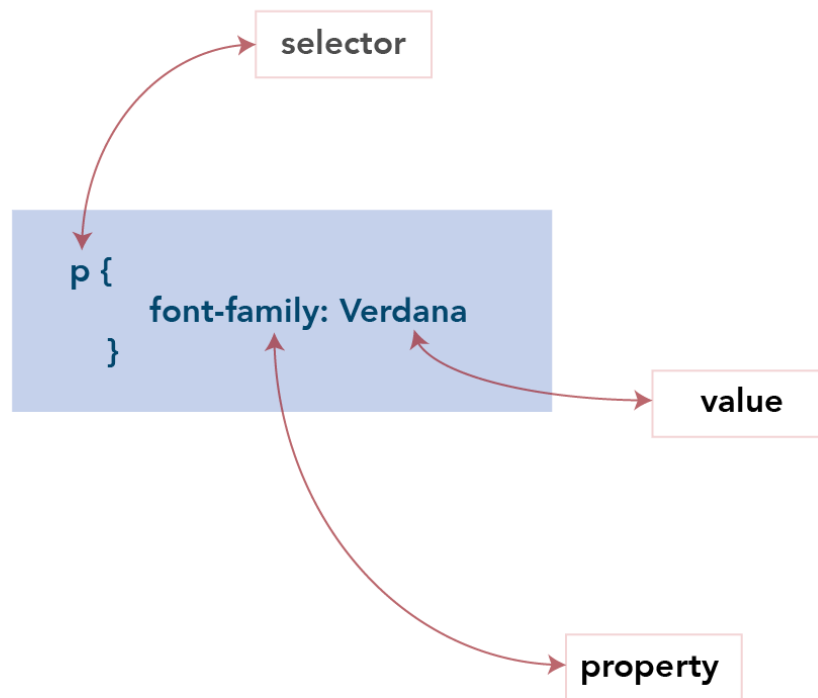 selector
p {
font-family: Verdana
}
value
property